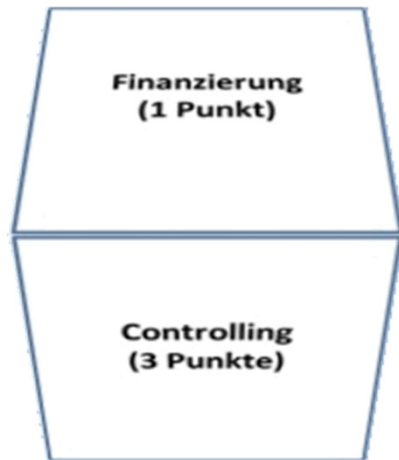 Finanzierung
(1 Punkt)
Controlling
(3 Punkte)